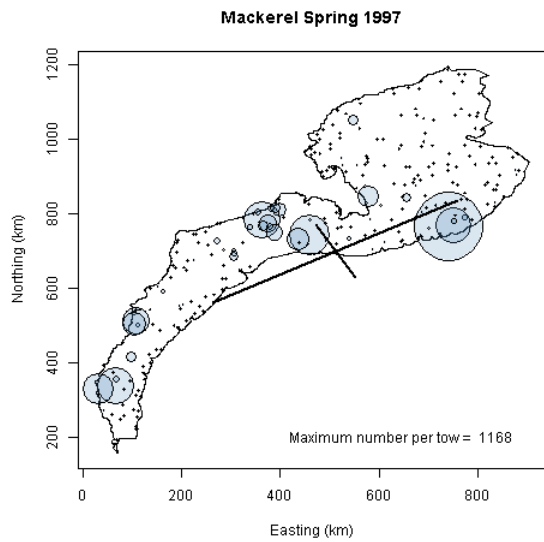 Mackerel Spring 1997
1200
1000
800
600
400
200
Northing (km)
Maximum number per tow = 1168
0 200 400 600 800
Easting (km)